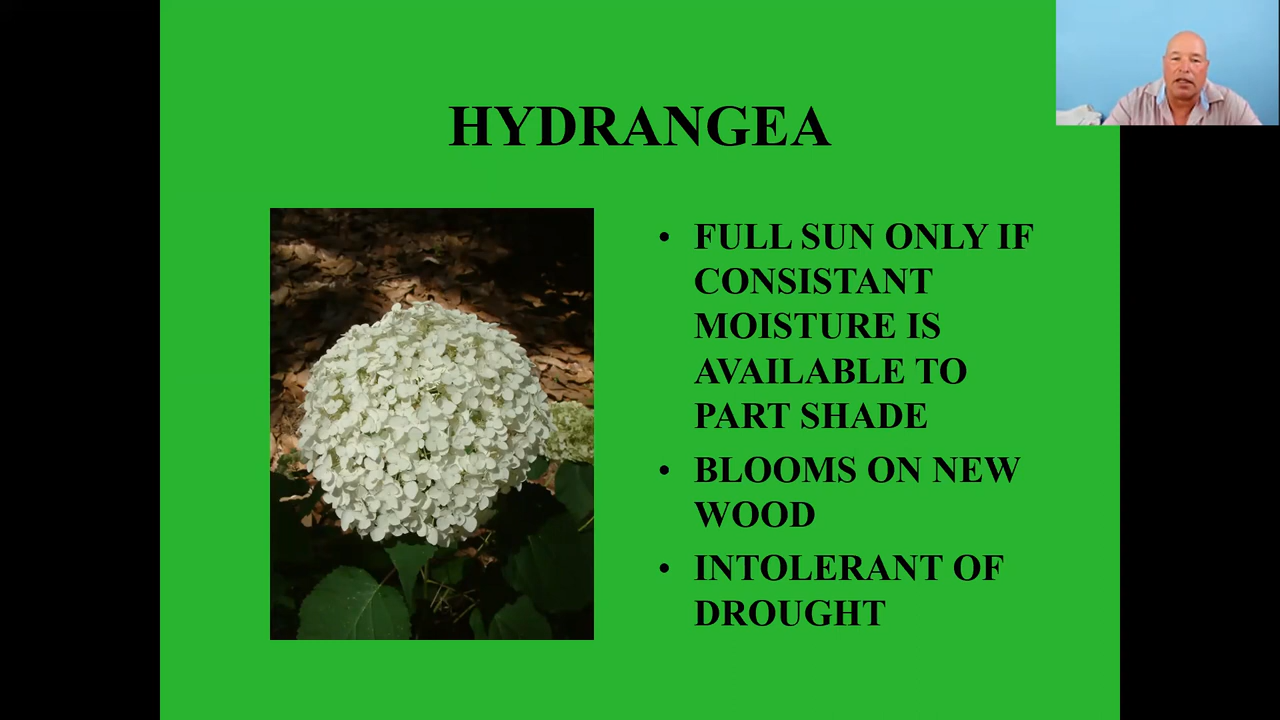 HYDRANGEA
• FULL SUN ONLY IF
CONSISTANT
MOISTURE IS
AVAILABLE TO
PART SHADE
• BLOOMS ON NEW
WOOD
• INTOLERANT OF
DROUGHT